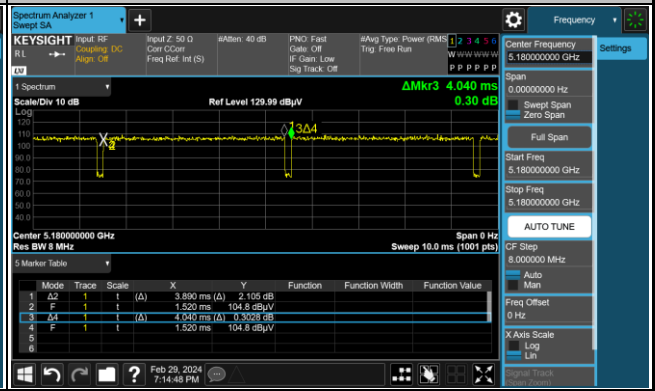 Spectrum Analyzer 1
Swept SA
Frequency
KEYSIGHT
Input: RF
Input Z: 50 Ω
#Atten: 40 dB
PNO: Fast
#Avg Type: Power (RMS
1 2 3 4 5 6
RL
Coupling: DC
Corr CCorr
Gate: Off
Trig: Free Run
W W W W W W
Align: Off
Freq Ref: Int (S)
IF Gain: Low
P P P P P P
Sig Track: Off
Center Frequency
5.180000000 GHz
Settings
Span
0.00000000 Hz
Swept Span
Zero Span
Full Span
Start Freq
5.180000000 GHz
Stop Freq
5.180000000 GHz
AUTO TUNE
CF Step
8.000000 MHz
Auto
Man
Freq Offset
0 Hz
X Axis Scale
Log
Lin
Signal Track
(Span Zoom)
1 Spectrum
ΔMkr3 4.040 ms
Scale/Div 10 dB
Ref Level 129.99 dBµV
0.30 dB
Log
120
110
100
90.0
80.0
70.0
60.0
50.0
40.0
3Δ4
Center 5.180000000 GHz
Span 0 Hz
Res BW 8 MHz
Sweep 10.0 ms (1001 pts)
5 Marker Table
Mode Trace Scale X Y Function Function Width Function Value
1 Δ2 1 t (Δ) 3.890 ms (Δ) 2.105 dB
2 F 1 t 1.520 ms 104.8 dBµV
3 Δ4 1 t (Δ) 4.040 ms (Δ) 0.3028 dB
4 F 1 t 1.520 ms 104.8 dBµV
5
6
?
Feb 29, 2024
7:14:48 PM